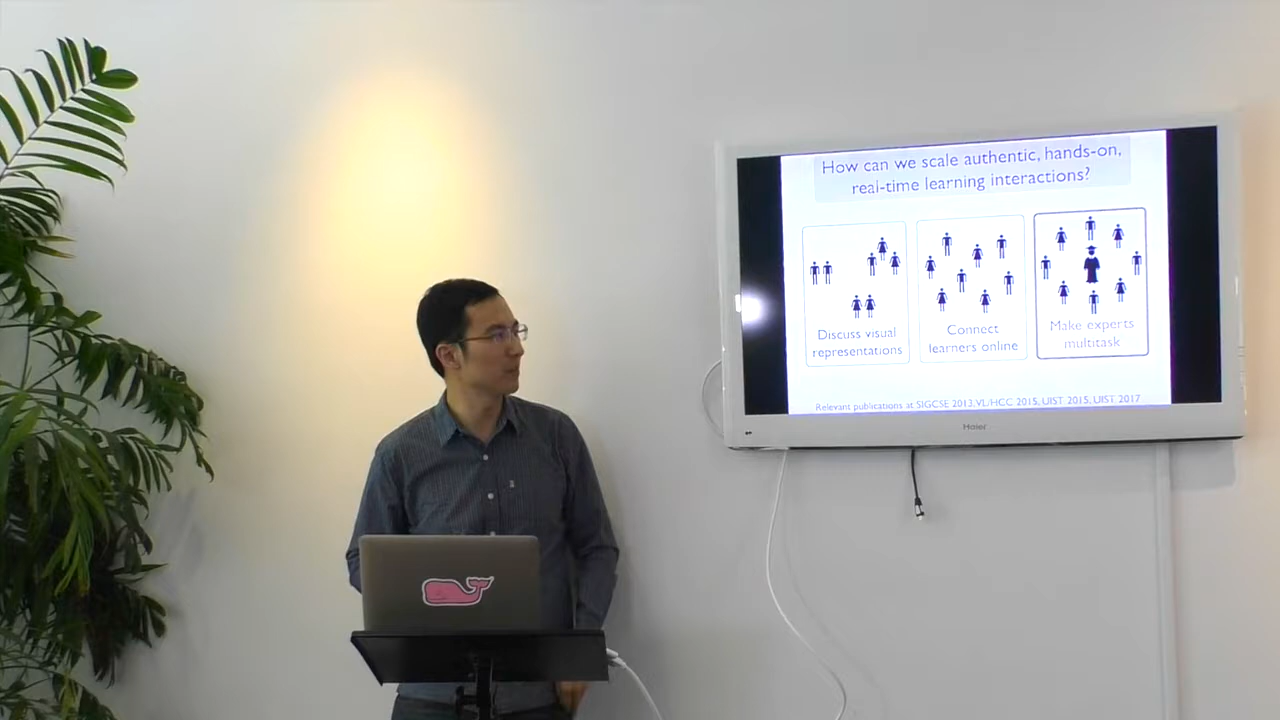 How can we scale authentic, hands-on,
real-time learning interactions?
Discuss visual
representations
Connect
learners online
Make experts
multitask
Relevant publications at SIGCSE 2013, VL/HCC 2015, UIST 2015, UIST 2017
Haier